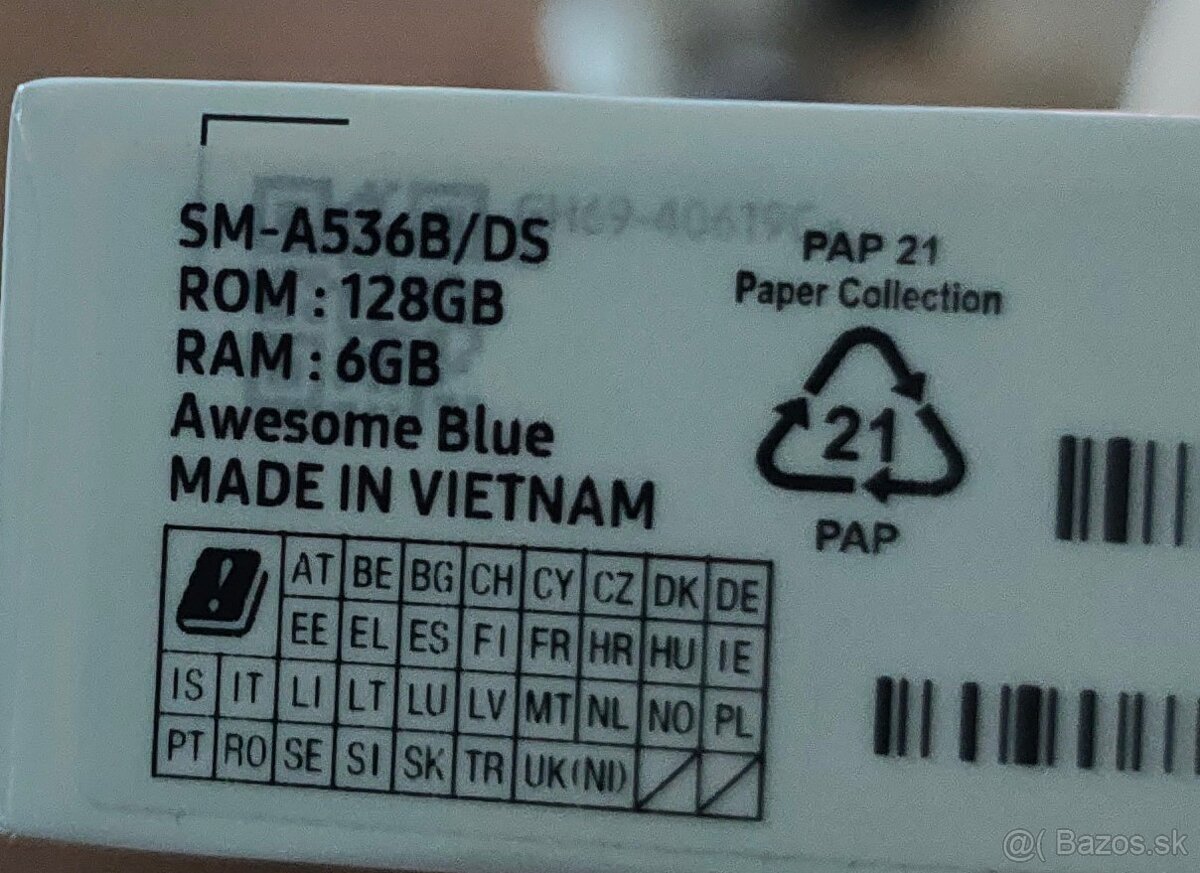 SM-A536B/DS
ROM : 128GB
RAM : 6GB
Awesome Blue
MADE IN VIETNAM
PAP 21
Paper Collection
21
PAP
AT BE BG CH CY CZ DK DE
EE EL ES FI FR HR HU IE
IS IT LI LT LU LV MT NL NO PL
PT RO SE SI SK TR UK(NI)
@( Bazos.sk